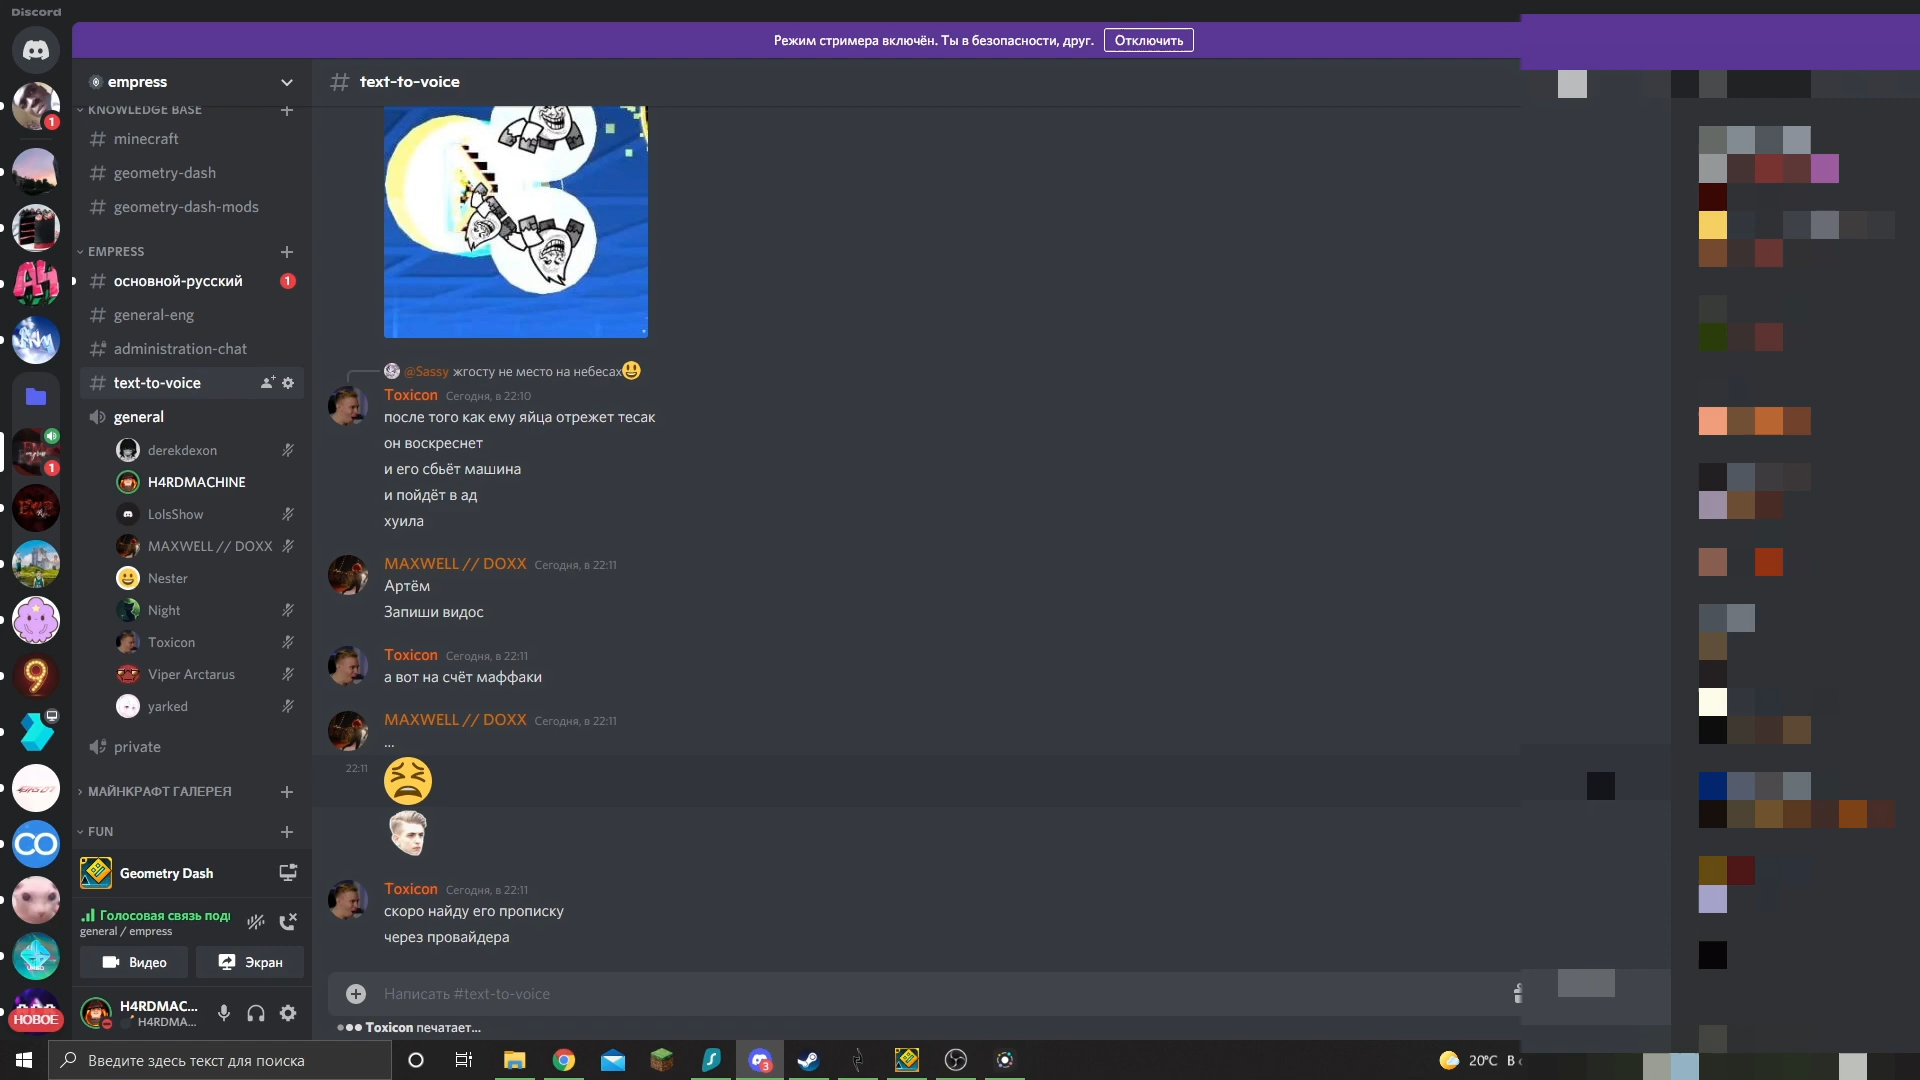 Discord
Режим стримера включён. Ты в безопасности, друг.
Отключить
empress
text-to-voice
KNOWLEDGE BASE
minecraft
geometry-dash
geometry-dash-mods
EMPRESS
основной-русский
1
general-eng
administration-chat
text-to-voice
general
derekdexon
H4RDMACHINE
LolsShow
MAXWELL // DOXX
Nester
Night
Toxicon
Viper Arctarus
yarked
private
МАЙНКРАФТ ГАЛЕРЕЯ
FUN
Geometry Dash
Голосовая связь под
general / empress
Видео
Экран
H4RDMAC...
H4RDMA...
1
1
9
CO
НОВОЕ
@Sassy жгосту не место на небесах
Toxicon Сегодня, в 22:10
после того как ему яйца отрежет тесак
он воскреснет
и его сбьёт машина
и пойдёт в ад
хуила
MAXWELL // DOXX Сегодня, в 22:11
Артём
Запиши видос
Toxicon Сегодня, в 22:11
а вот на счёт маффаки
MAXWELL // DOXX Сегодня, в 22:11
...
22:11
Toxicon Сегодня, в 22:11
скоро найду его прописку
через провайдера
Написать #text-to-voice
Toxicon печатает...
Введите здесь текст для поиска
3
20°C В